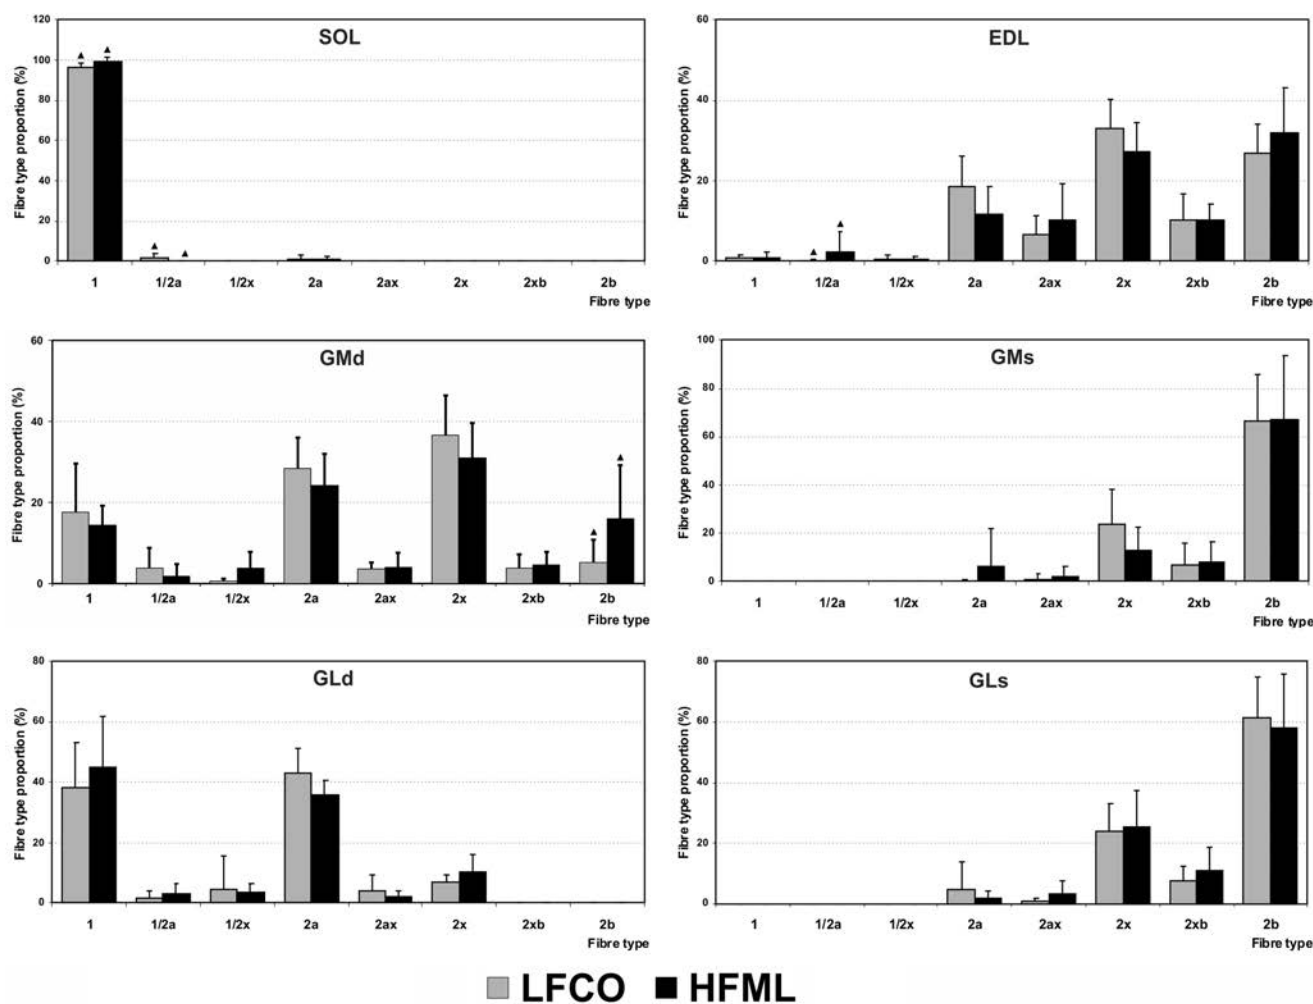 SOL
Fibre type proportion (%)
120
100
80
60
40
20
0
1 1/2a 1/2x 2a 2ax 2x 2xb 2b
Fibre type
EDL
Fibre type proportion (%)
60
40
20
0
1 1/2a 1/2x 2a 2ax 2x 2xb 2b
Fibre type
GMd
Fibre type proportion (%)
60
40
20
0
1 1/2a 1/2x 2a 2ax 2x 2xb 2b
Fibre type
GMs
Fibre type proportion (%)
100
80
60
40
20
0
1 1/2a 1/2x 2a 2ax 2x 2xb 2b
Fibre type
GLd
Fibre type proportion (%)
80
60
40
20
0
1 1/2a 1/2x 2a 2ax 2x 2xb 2b
Fibre type
GLs
Fibre type proportion (%)
80
60
40
20
0
1 1/2a 1/2x 2a 2ax 2x 2xb 2b
Fibre type
LFCO HFML